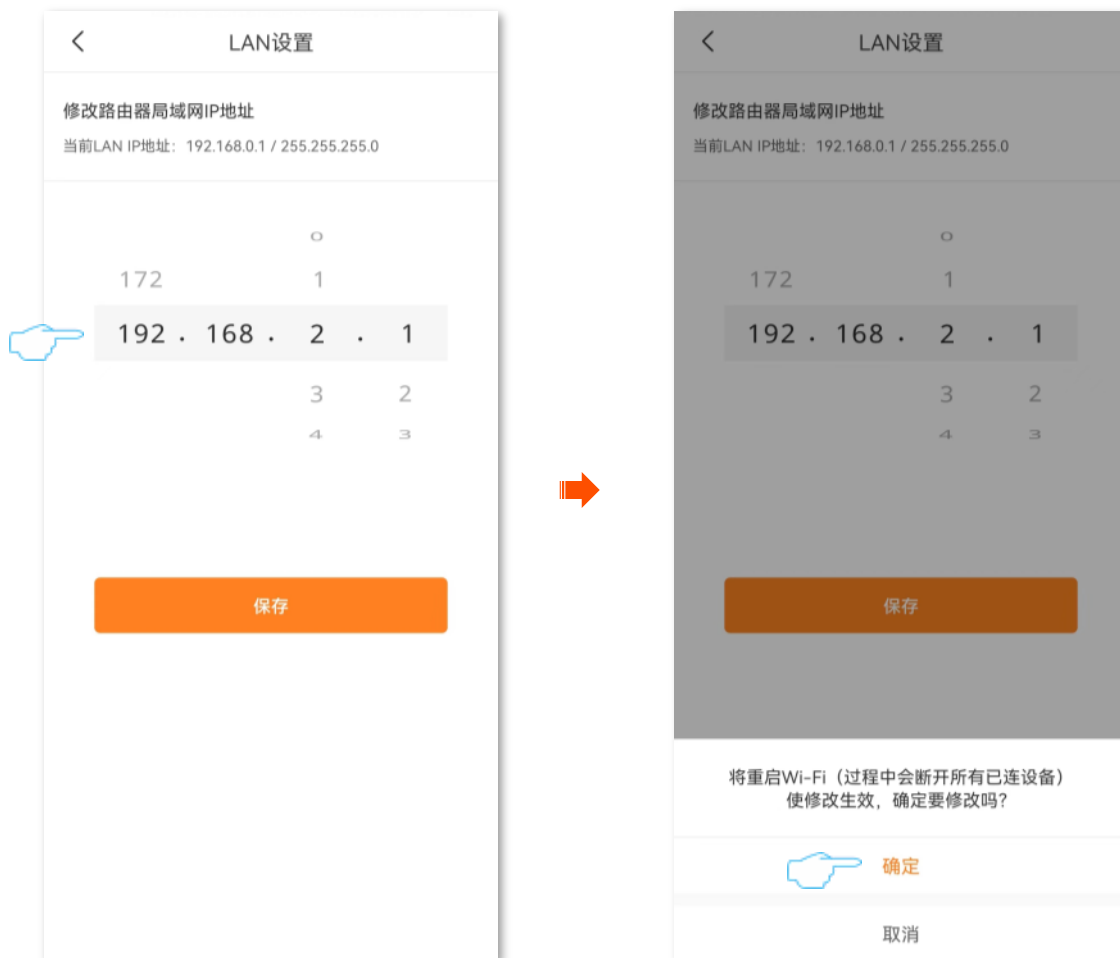 LAN设置
修改路由器局域网IP地址
当前LAN IP地址：192.168.0.1 / 255.255.255.0
0
172 1
192 . 168 . 2 . 1
3 2
4 3
保存
LAN设置
修改路由器局域网IP地址
当前LAN IP地址：192.168.0.1 / 255.255.255.0
0
172 1
192 . 168 . 2 . 1
3 2
4 3
保存
将重启Wi-Fi（过程中会断开所有已连设备）
使修改生效，确定要修改吗？
确定
取消